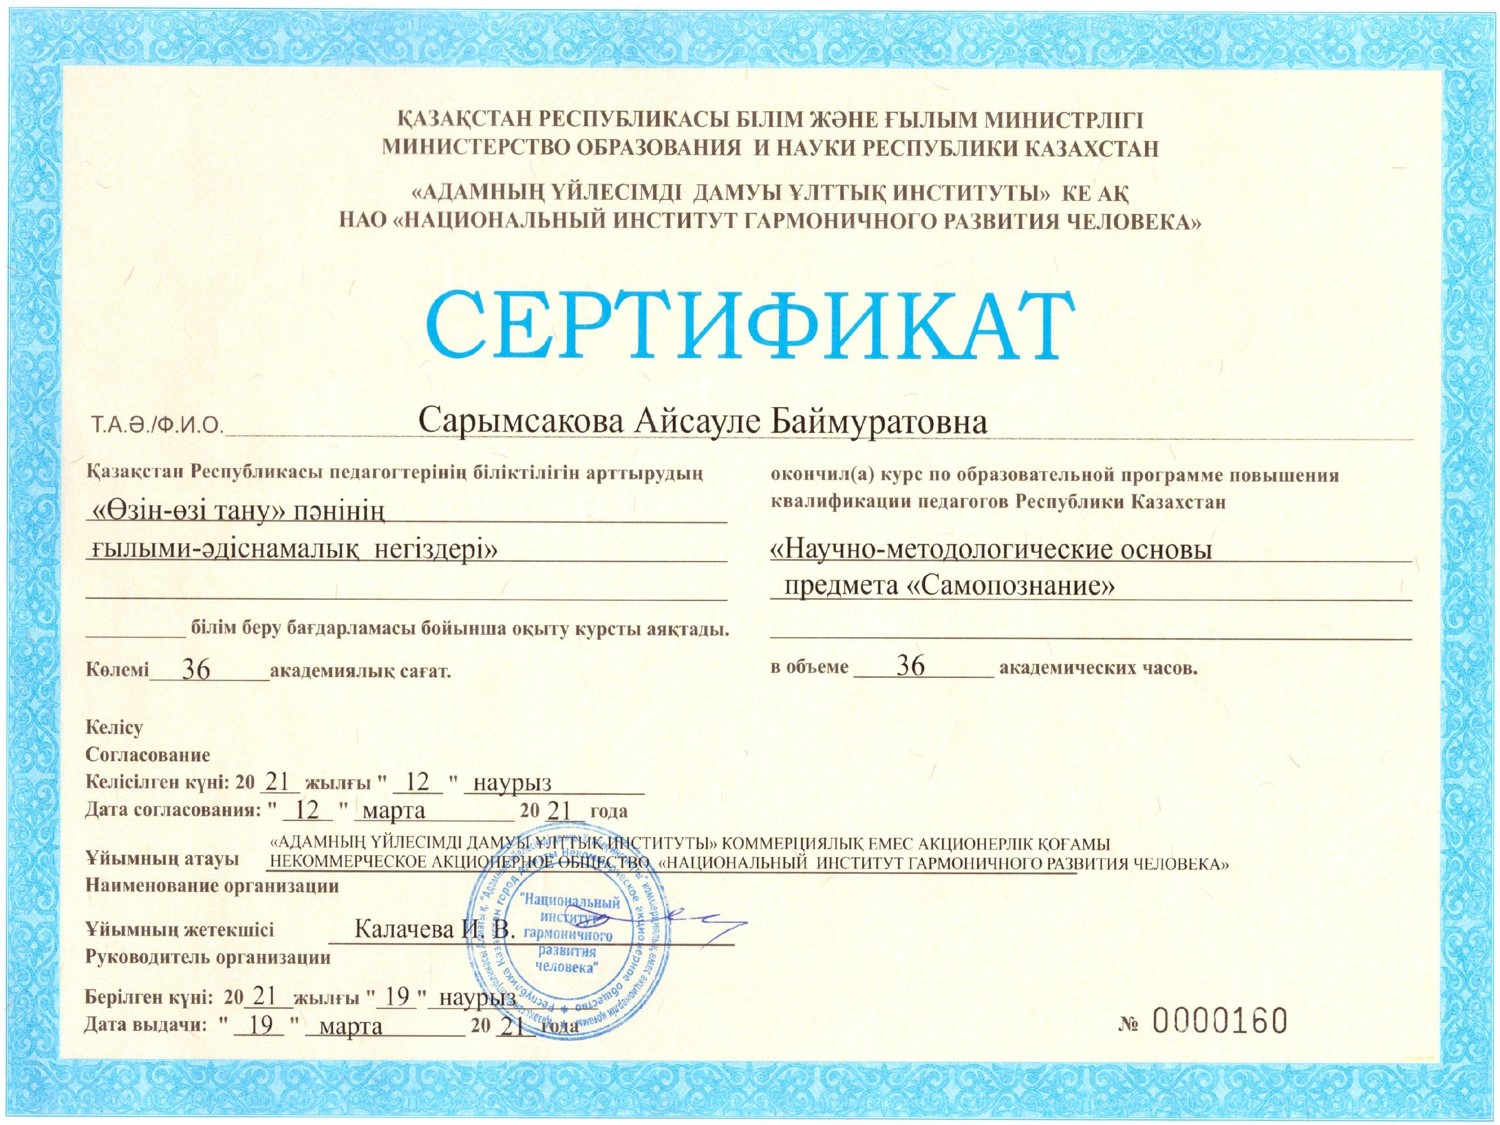 ҚАЗАҚСТАН РЕСПУБЛИКАСЫ БІЛІМ ЖӘНЕ ҒЫЛЫМ МИНИСТРЛІГІ
МИНИСТЕРСТВО ОБРАЗОВАНИЯ И НАУКИ РЕСПУБЛИКИ КАЗАХСТАН
«АДАМНЫҢ ҮЙЛЕСІМДІ ДАМУЫ ҰЛТТЫҚ ИНСТИТУТЫ» КЕ АҚ
НАО «НАЦИОНАЛЬНЫЙ ИНСТИТУТ ГАРМОНИЧНОГО РАЗВИТИЯ ЧЕЛОВЕКА»
СЕРТИФИКАТ
Т.А.Ә./Ф.И.О. Сарымсакова Айсауле Баймуратовна
Қазақстан Республикасы педагогтерінің біліктілігін арттырудың
«Өзін-өзі тану» пәнінің
ғылыми-әдіснамалық негіздері»
білім беру бағдарламасы бойынша оқыту курсты аяқтады.
Көлемі 36 академиялық сағат.
окончил(а) курс по образовательной программе повышения
квалификации педагогов Республики Казахстан
«Научно-методологические основы
предмета «Самопознание»
в объеме 36 академических часов.
Келісу
Согласование
Келісілген күні: 20 21 жылғы " 12 " наурыз
Дата согласования: " 12 " марта 20 21 года
«АДАМНЫҢ ҮЙЛЕСІМДІ ДАМУЫ ҰЛТТЫҚ ИНСТИТУТЫ» КОММЕРЦИЯЛЫҚ ЕМЕС АКЦИОНЕРЛІК ҚОҒАМЫ
Ұйымның атауы НЕКОММЕРЧЕСКОЕ АКЦИОНЕРНОЕ ОБЩЕСТВО «НАЦИОНАЛЬНЫЙ ИНСТИТУТ ГАРМОНИЧНОГО РАЗВИТИЯ ЧЕЛОВЕКА»
Наименование организации
Ұйымның жетекшісі Калачева И. В.
Руководитель организации
"Национальный
институт
гармоничного
развития
человека"
Берілген күні: 20 21 жылғы " 19 " наурыз
Дата выдачи: " 19 " марта 20 21 года
№ 0000160